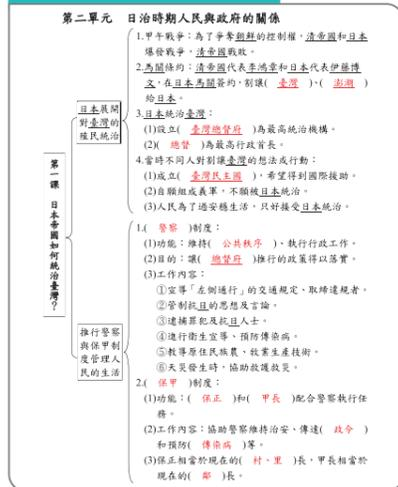 第二單元 日治時期人民與政府的關係
第一課 日本帝國如何統治臺灣？
日本展開
對臺灣的
殖民統治
1.甲午戰爭：為了爭奪朝鮮的控制權，清帝國和日本
爆發戰爭，清帝國戰敗。
2.馬關條約：清帝國代表李鴻章和日本代表伊藤博
文，在日本馬關簽約，割讓（ 臺灣 ）、（ 澎湖 ）
給日本。
3.日本統治臺灣：
(1)設立（ 臺灣總督府 ）為最高統治機構。
(2)（ 總督 ）為最高行政首長。
4.當時不同人對割讓臺灣的想法或行動：
(1)成立（ 臺灣民主國 ），希望得到國際援助。
(2)自願組成義軍，不願被日本統治。
(3)人民為了過安穩生活，只好接受日本統治。
推行警察
與保甲制
度管理人
民的生活
1.（ 警察 ）制度：
(1)功能：維持（ 公共秩序 ）、執行行政工作。
(2)目的：讓（ 總督府 ）推行的政策得以落實。
(3)工作內容：
①宣導「左側通行」的交通規定、取締違規者。
②管制抗日的思想及言論。
③逮捕罪犯及抗日人士。
④進行衛生宣導、預防傳染病。
⑤教導原住民族農、牧業生產技術。
⑥天災發生時，協助救護救災。
2.（ 保甲 ）制度：
(1)功能：（ 保正 ）和（ 甲長 ）配合警察執行任
務。
(2)工作內容：協助警察維持治安、傳達（ 政令 ）
和預防（ 傳染病 ）等。
(3)保正相當於現在的（ 村、里 ）長，甲長相當於
現在的（ 鄰 ）長。